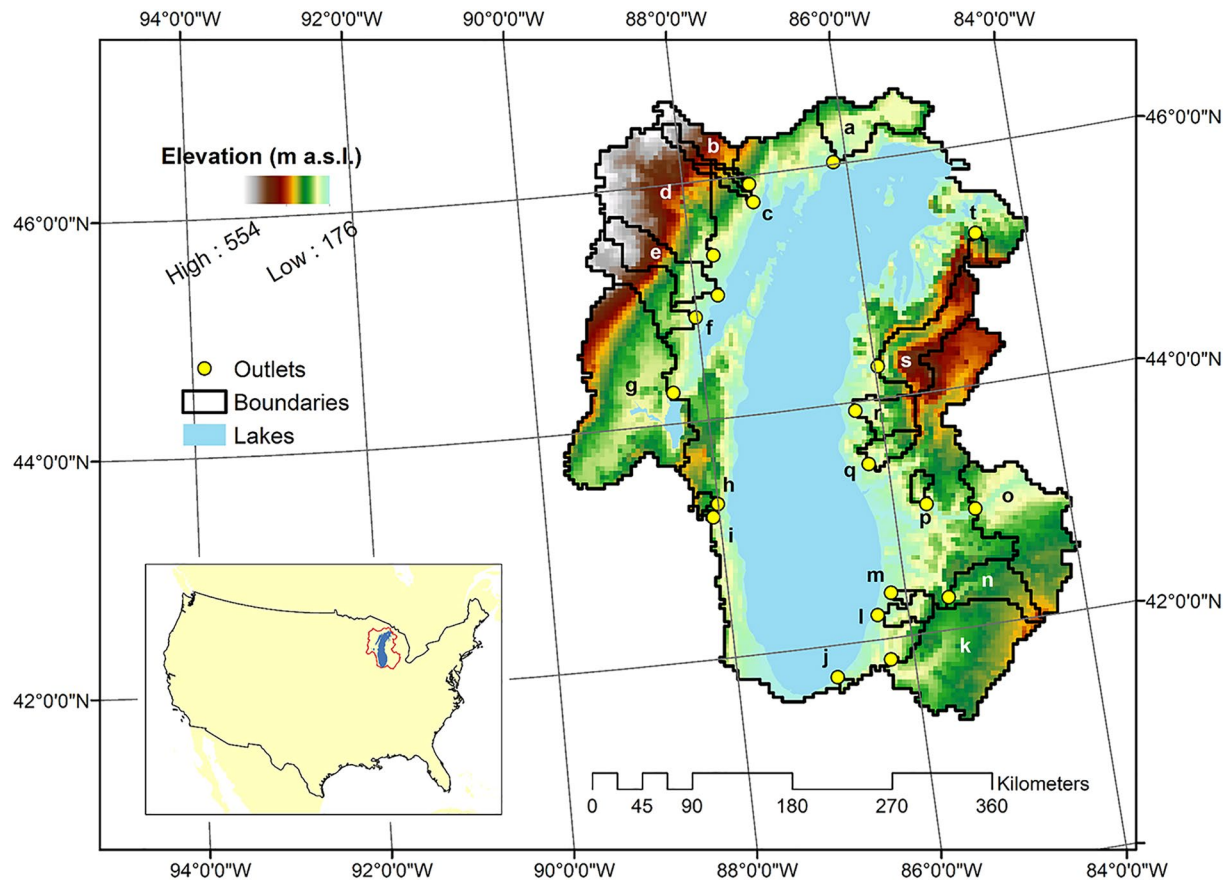 94°0'0"W 92°0'0"W 90°0'0"W 88°0'0"W 86°0'0"W 84°0'0"W
46°0'0"N
a
b
Elevation (m a.s.l.)
d
c
t
46°0'0"N
High : 554
Low : 176
e
f
44°0'0"N
s
Outlets
g
Boundaries
r
Lakes
44°0'0"N
q
h
o
p
i
m
n
42°0'0"N
l
k
j
42°0'0"N
Kilometers
0 45 90 180 270 360
94°0'0"W 92°0'0"W 90°0'0"W 88°0'0"W 86°0'0"W 84°0'0"W